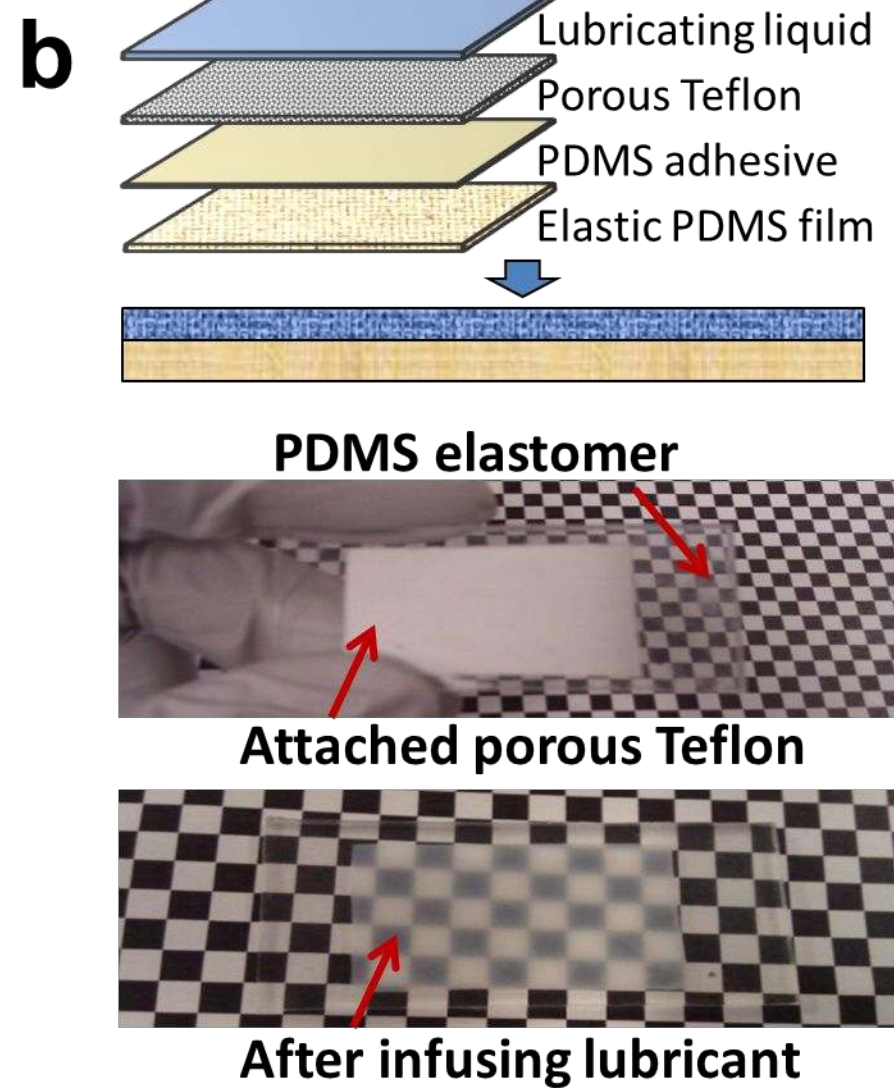 b
Lubricating liquid
Porous Teflon
PDMS adhesive
Elastic PDMS film
PDMS elastomer
Attached porous Teflon
After infusing lubricant